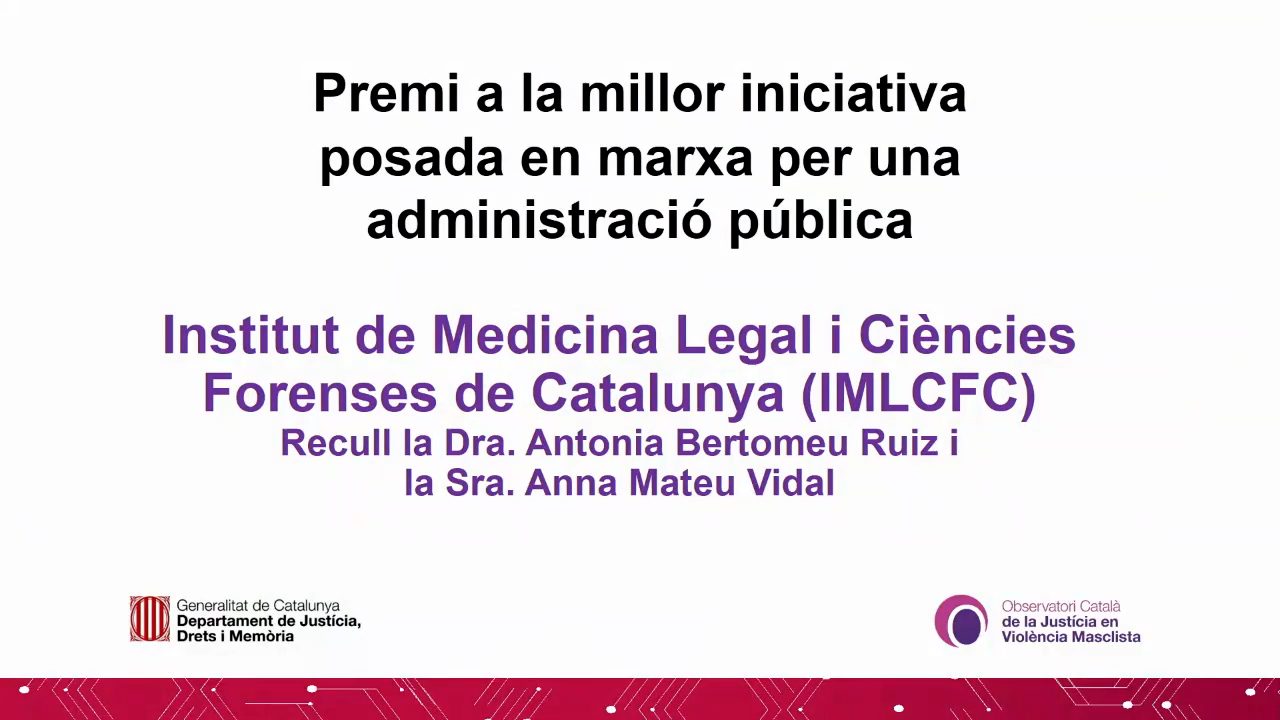 Premi a la millor iniciativa
posada en marxa per una
administració pública
Institut de Medicina Legal i Ciències
Forenses de Catalunya (IMLCFC)
Recull la Dra. Antonia Bertomeu Ruiz i
la Sra. Anna Mateu Vidal
Generalitat de Catalunya
Departament de Justícia,
Drets i Memòria
Observatori Català
de la Justícia en
Violència Masclista